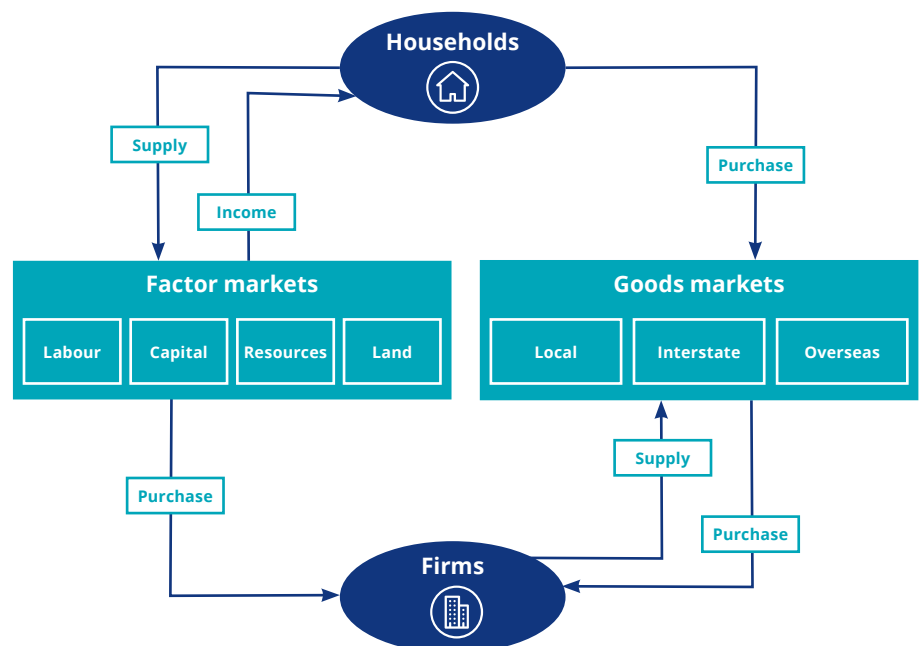 Households
Supply
Purchase
Income
Factor markets
Labour
Capital
Resources
Land
Goods markets
Local
Interstate
Overseas
Supply
Purchase
Purchase
Firms